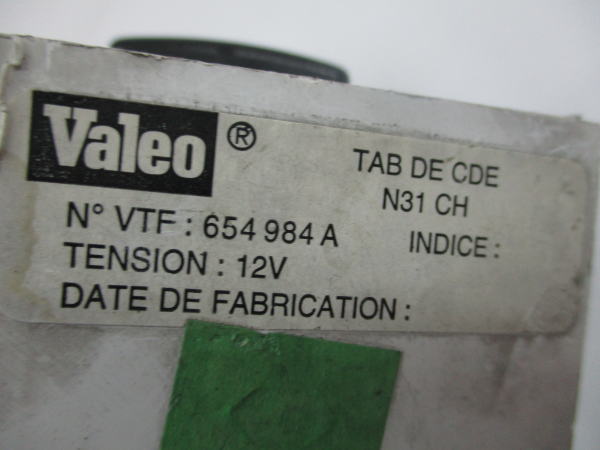 Valeo ®
TAB DE CDE
N31 CH
N° VTF : 654 984 A
INDICE :
TENSION : 12V
DATE DE FABRICATION :